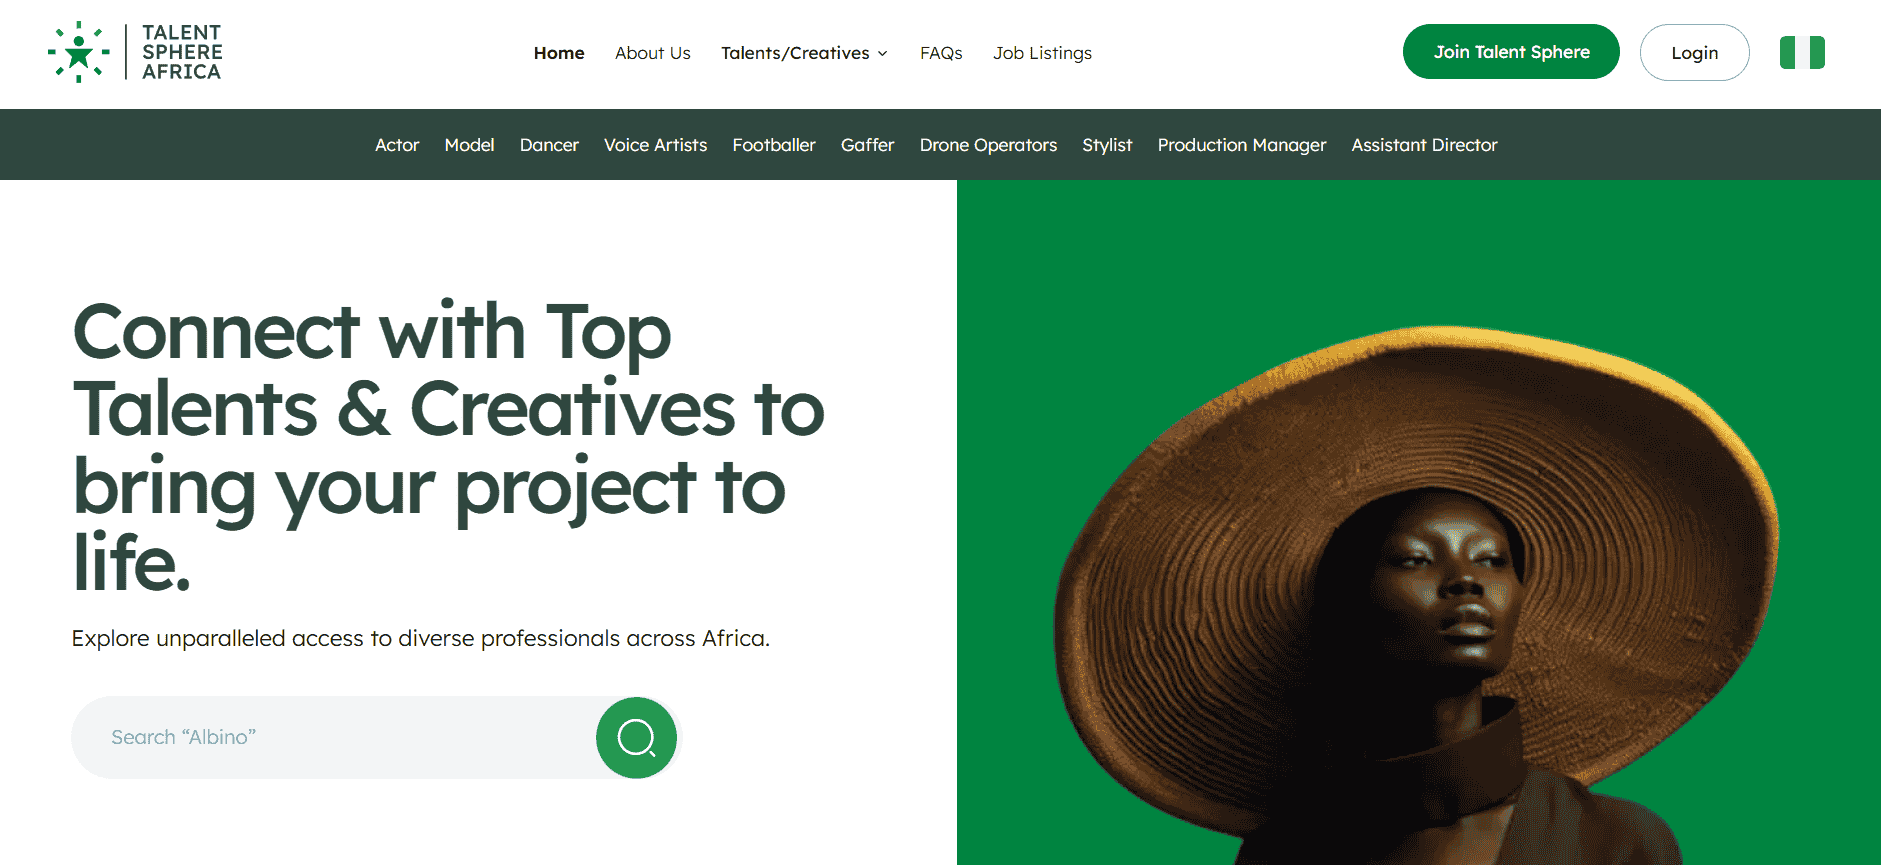 TALENT
SPHERE
AFRICA
Home About Us Talents/Creatives FAQs Job Listings
Join Talent Sphere Login
Actor Model Dancer Voice Artists Footballer Gaffer Drone Operators Stylist Production Manager Assistant Director
Connect with Top
Talents & Creatives to
bring your project to
life.
Explore unparalleled access to diverse professionals across Africa.
Search “Albino”